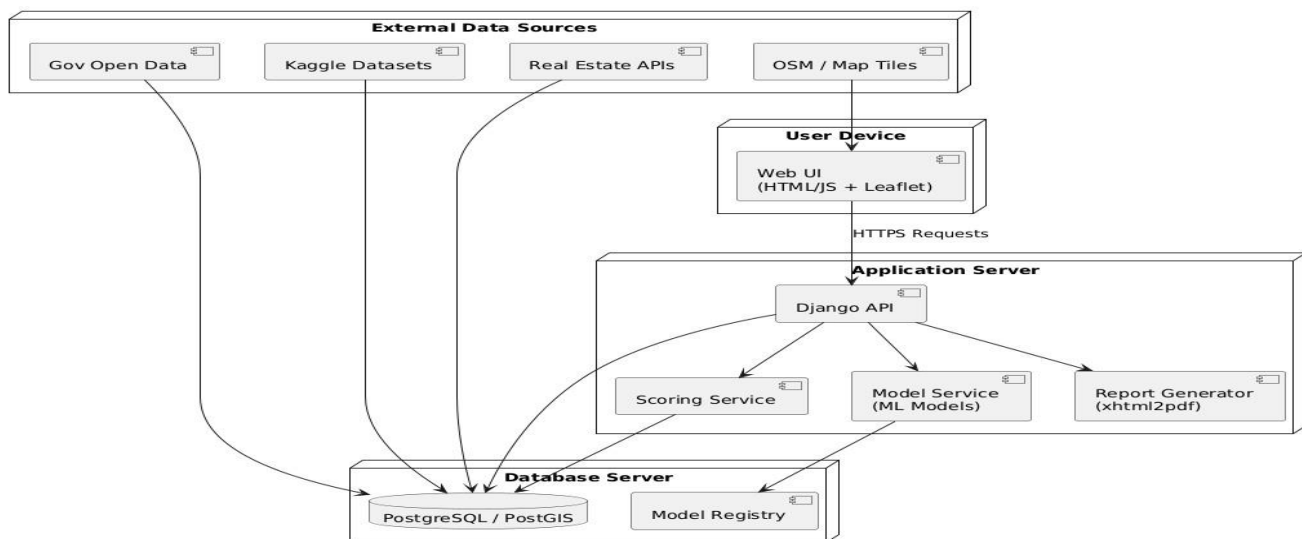 External Data Sources
Gov Open Data
Kaggle Datasets
Real Estate APIs
OSM / Map Tiles
User Device
Web UI
(HTML/JS + Leaflet)
HTTPS Requests
Application Server
Django API
Scoring Service
Model Service
(ML Models)
Report Generator
(xhtml2pdf)
Database Server
PostgreSQL / PostGIS
Model Registry